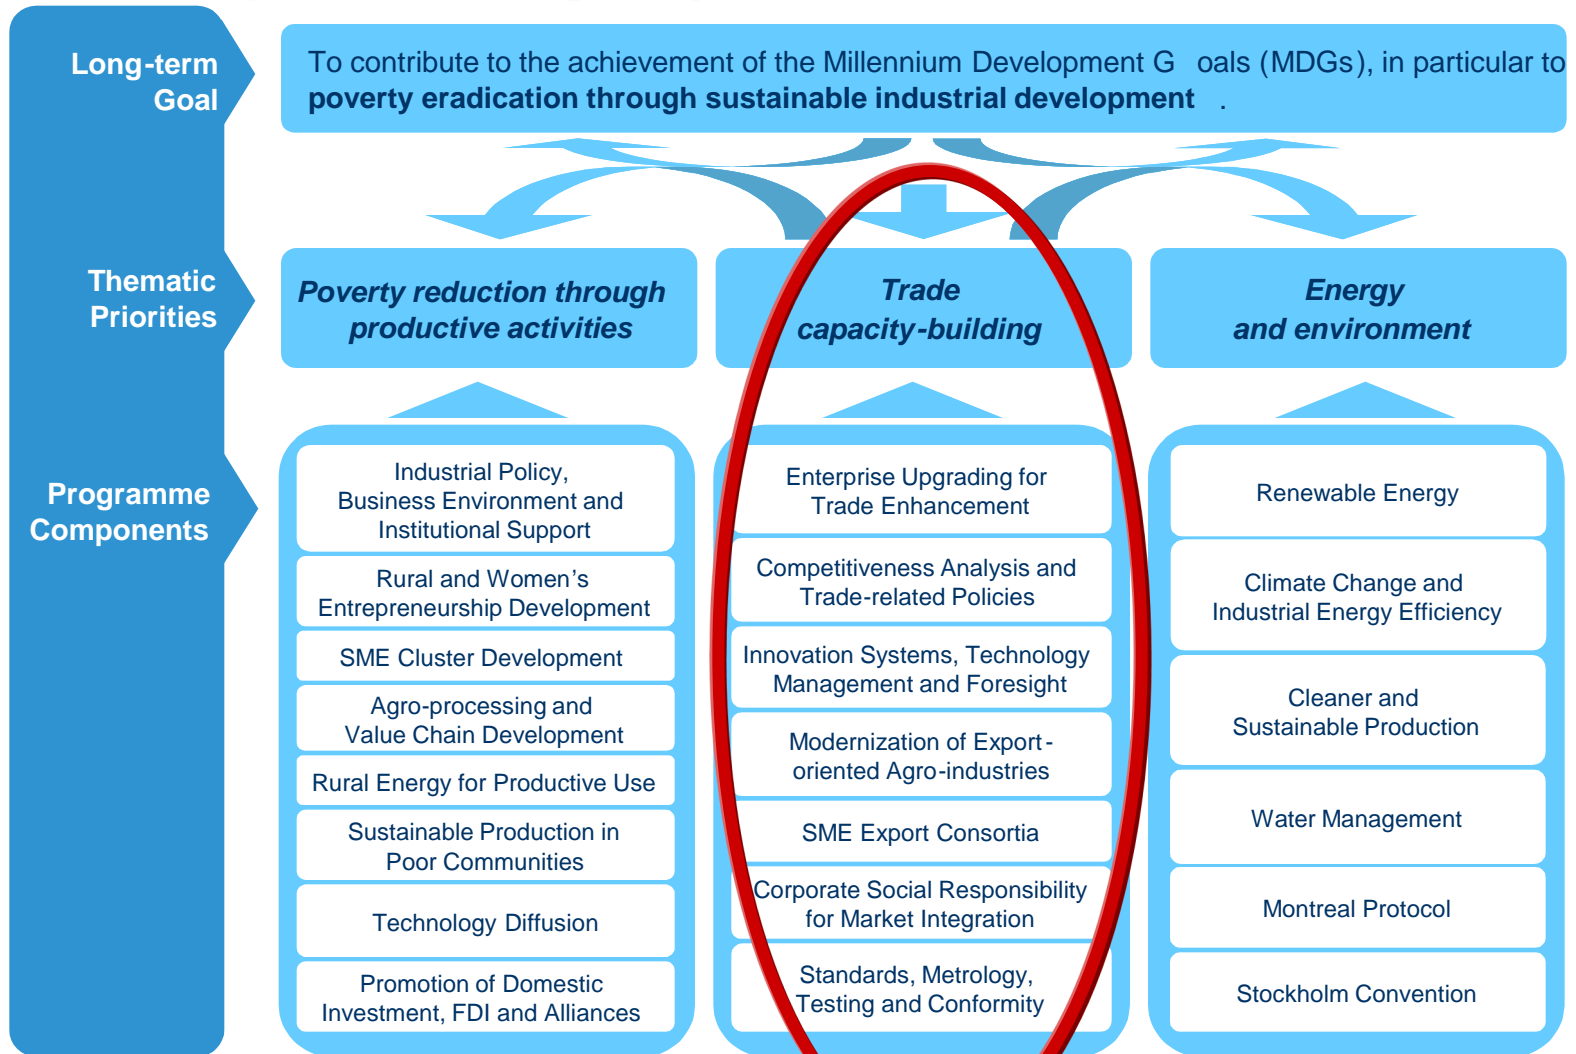 Long-term
Goal
To contribute to the achievement of the Millennium Development G oals (MDGs), in particular to
poverty eradication through sustainable industrial development .
Thematic
Priorities
Poverty reduction through
productive activities
Trade
capacity-building
Energy
and environment
Programme
Components
Industrial Policy,
Business Environment and
Institutional Support
Rural and Women's
Entrepreneurship Development
SME Cluster Development
Agro-processing and
Value Chain Development
Rural Energy for Productive Use
Sustainable Production in
Poor Communities
Technology Diffusion
Promotion of Domestic
Investment, FDI and Alliances
Enterprise Upgrading for
Trade Enhancement
Competitiveness Analysis and
Trade-related Policies
Innovation Systems, Technology
Management and Foresight
Modernization of Export-
oriented Agro-industries
SME Export Consortia
Corporate Social Responsibility
for Market Integration
Standards, Metrology,
Testing and Conformity
Renewable Energy
Climate Change and
Industrial Energy Efficiency
Cleaner and
Sustainable Production
Water Management
Montreal Protocol
Stockholm Convention